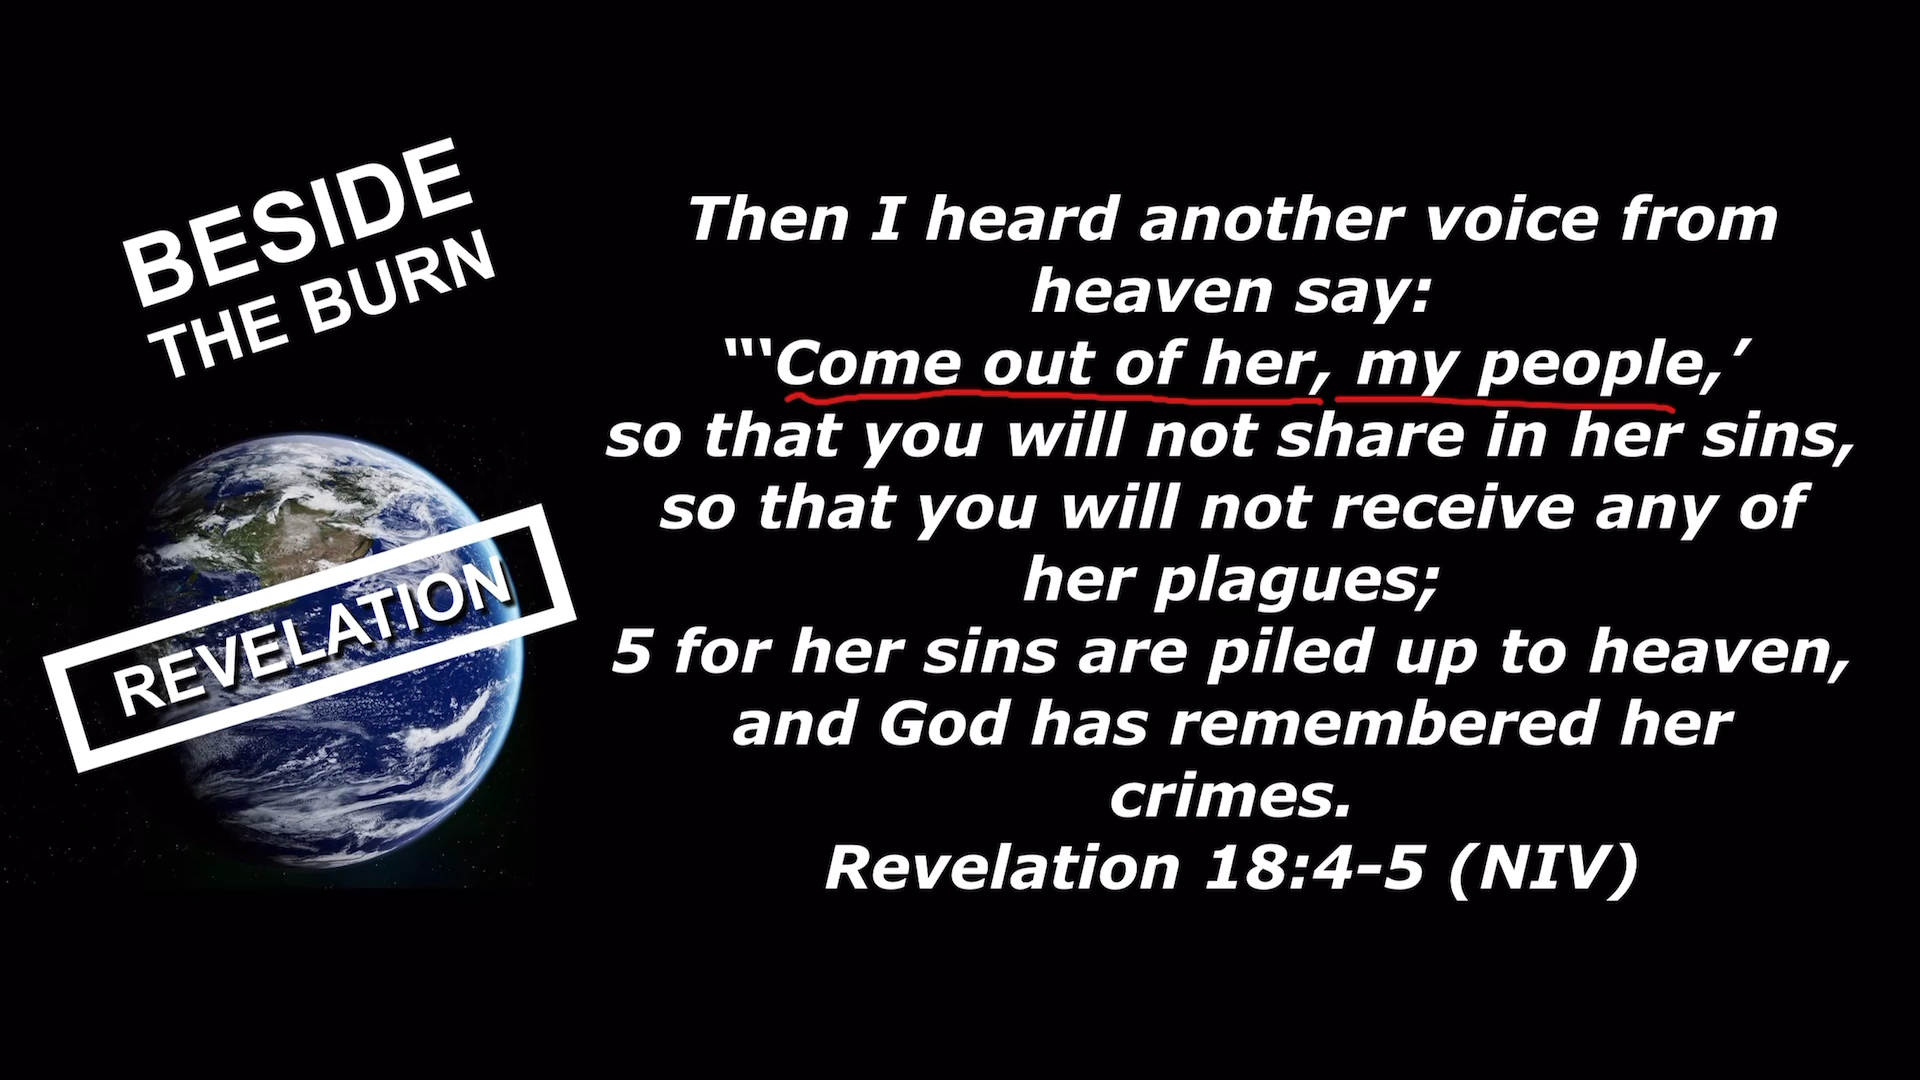 BESIDE
THE BURN
REVELATION
Then I heard another voice from
heaven say:
“‘Come out of her, my people,’
so that you will not share in her sins,
so that you will not receive any of
her plagues;
5 for her sins are piled up to heaven,
and God has remembered her
crimes.
Revelation 18:4-5 (NIV)